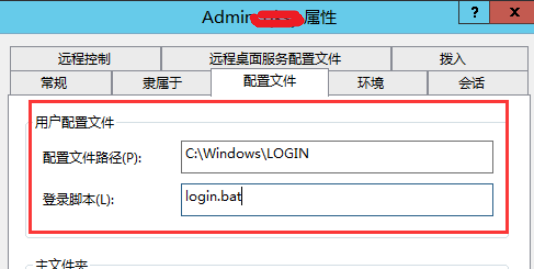 Admin 属性
?
x
远程控制 远程桌面服务配置文件 拨入
常规 隶属于 配置文件 环境 会话
用户配置文件
配置文件路径(P): C:\Windows\LOGIN
登录脚本(L): login.bat
主文件夹